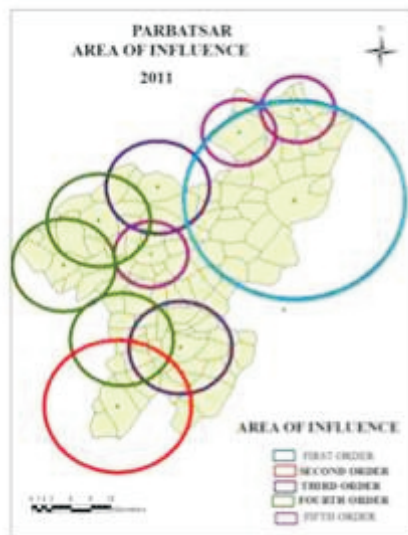 PARBATSAR
AREA OF INFLUENCE
2011
AREA OF INFLUENCE
FIRST ORDER
SECOND ORDER
THIRD ORDER
FOURTH ORDER
FIFTH ORDER